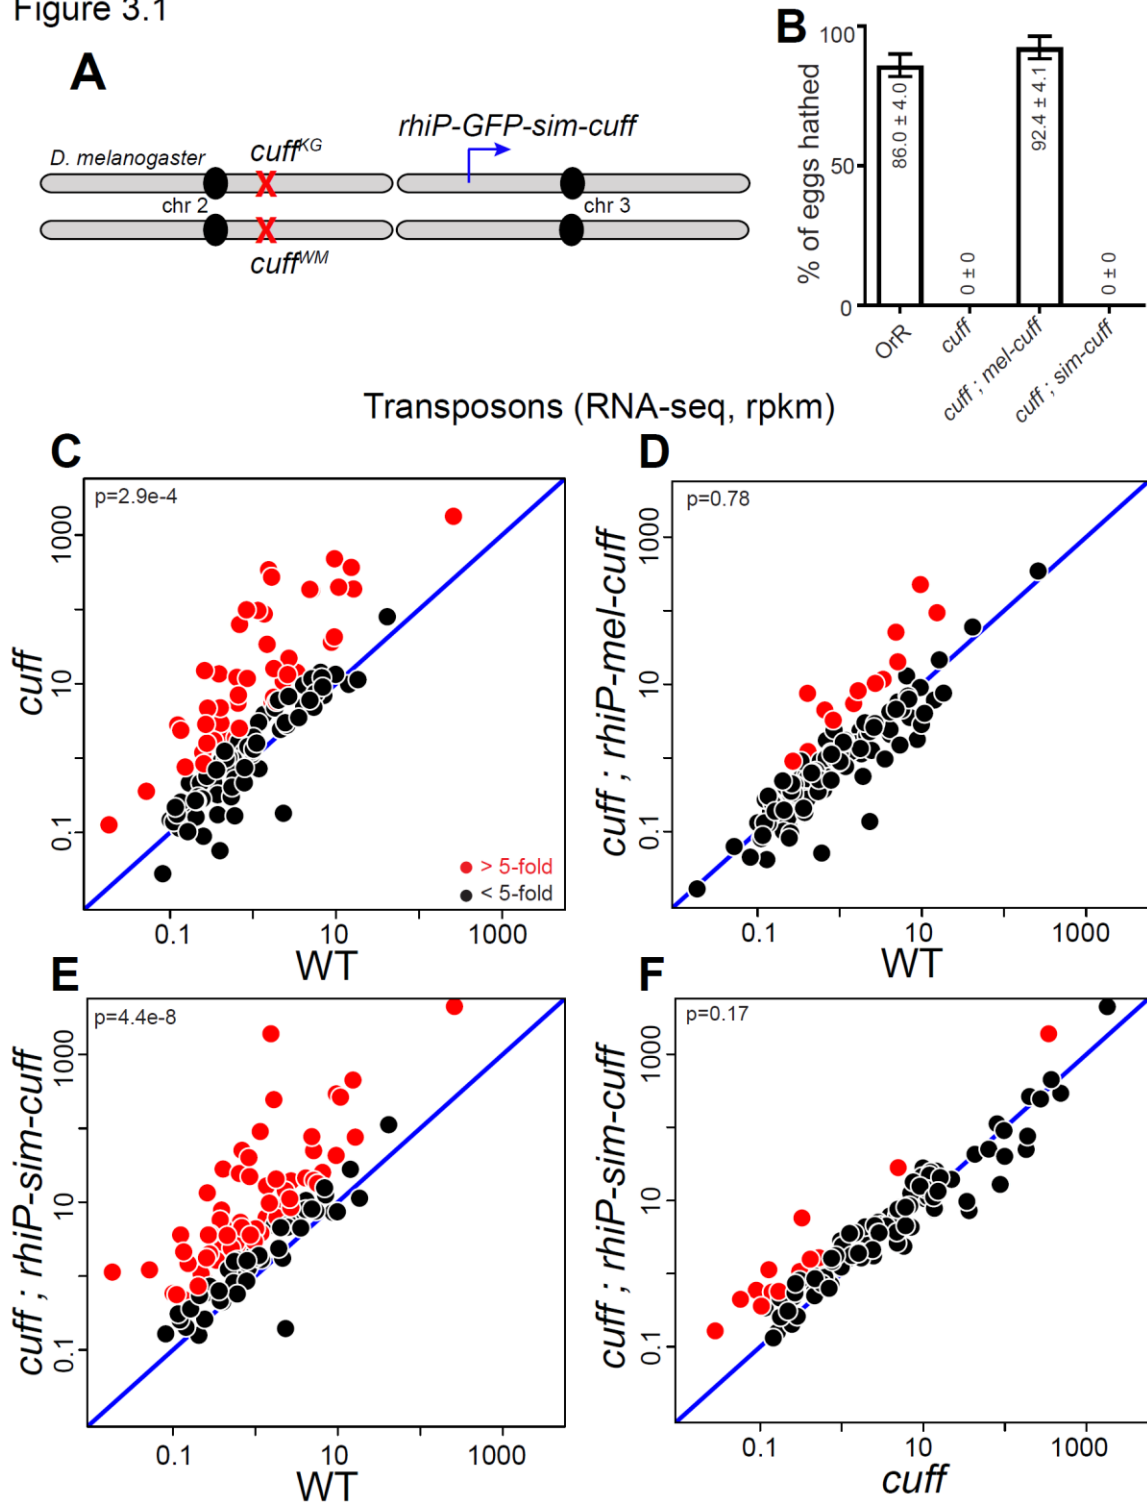 Figure 3.1
A
D. melanogaster
cuffKG
rhiP-GFP-sim-cuff
chr 2
chr 3
cuffWM
B
% of eggs hathed
100
50
0
86.0 ± 4.0
0 ± 0
92.4 ± 4.1
0 ± 0
OrR
cuff
cuff ; mel-cuff
cuff ; sim-cuff
Transposons (RNA-seq, rpkm)
C
p=2.9e-4
cuff
1000
10
0.1
> 5-fold
< 5-fold
0.1
10
1000
WT
D
p=0.78
cuff ; rhiP-mel-cuff
1000
10
0.1
0.1
10
1000
WT
E
p=4.4e-8
cuff ; rhiP-sim-cuff
1000
10
0.1
0.1
10
1000
WT
F
p=0.17
cuff ; rhiP-sim-cuff
1000
10
0.1
0.1
10
1000
cuff